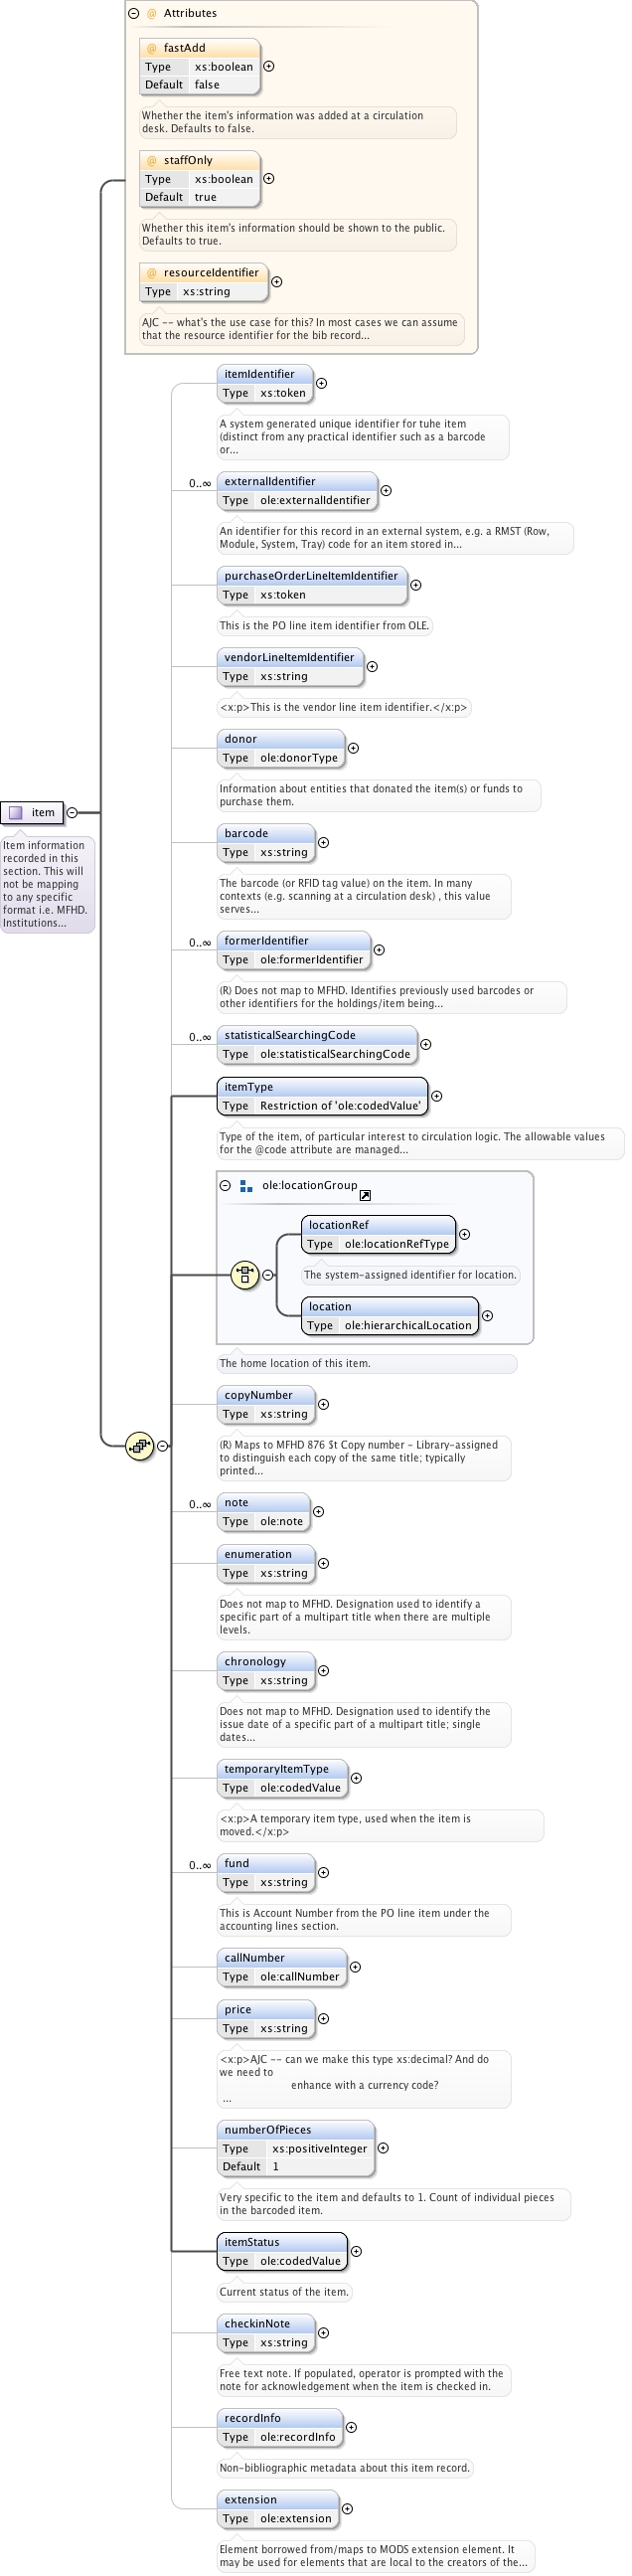 Attributes
@ fastAdd
Type xs:boolean
Default false
Whether the item's information was added at a circulation
desk. Defaults to false.
@ staffOnly
Type xs:boolean
Default true
Whether this item's information should be shown to the public.
Defaults to true.
@ resourceIdentifier
Type xs:string
AJC -- what's the use case for this? In most cases we can assume
that the resource identifier for the bib record...
item
Item information
recorded in this
section. This will
not be mapping
to any specific
format i.e. MFHD.
Institutions...
itemIdentifier
Type xs:token
A system generated unique identifier for tuhe item
(distinct from any practical identifier such as a barcode
or...
0..∞
externalIdentifier
Type ole:externalIdentifier
An identifier for this record in an external system, e.g. a RMST (Row,
Module, System, Tray) code for an item stored in...
purchaseOrderLineItemIdentifier
Type xs:token
This is the PO line item identifier from OLE.
vendorLineItemIdentifier
Type xs:string
<x:p>This is the vendor line item identifier.</x:p>
donor
Type ole:donorType
Information about entities that donated the item(s) or funds to
purchase them.
barcode
Type xs:string
The barcode (or RFID tag value) on the item. In many
contexts (e.g. scanning at a circulation desk) , this value
serves...
0..∞
formerIdentifier
Type ole:formerIdentifier
(R) Does not map to MFHD. Identifies previously used barcodes or
other identifiers for the holdings/item being...
0..∞
statisticalSearchingCode
Type ole:statisticalSearchingCode
itemType
Type Restriction of 'ole:codedValue'
Type of the item, of particular interest to circulation logic. The allowable values
for the @code attribute are managed...
ole:locationGroup
locationRef
Type ole:locationRefType
The system-assigned identifier for location.
location
Type ole:hierarchicalLocation
The home location of this item.
copyNumber
Type xs:string
(R) Maps to MFHD 876 $t Copy number - Library-assigned
to distinguish each copy of the same title; typically
printed...
0..∞
note
Type ole:note
enumeration
Type xs:string
Does not map to MFHD. Designation used to identify a
specific part of a multipart title when there are multiple
levels.
chronology
Type xs:string
Does not map to MFHD. Designation used to identify the
issue date of a specific part of a multipart title; single
dates...
temporaryItemType
Type ole:codedValue
<x:p>A temporary item type, used when the item is
moved.</x:p>
0..∞
fund
Type xs:string
This is Account Number from the PO line item under the
accounting lines section.
callNumber
Type ole:callNumber
price
Type xs:string
<x:p>AJC -- can we make this type xs:decimal? And do
we need to
enhance with a currency code?
...
numberOfPieces
Type xs:positiveInteger
Default 1
Very specific to the item and defaults to 1. Count of individual pieces
in the barcoded item.
itemStatus
Type ole:codedValue
Current status of the item.
checkinNote
Type xs:string
Free text note. If populated, operator is prompted with the
note for acknowledgement when the item is checked in.
recordInfo
Type ole:recordInfo
Non-bibliographic metadata about this item record.
extension
Type ole:extension
Element borrowed from/maps to MODS extension element. It
may be used for elements that are local to the creators of the...